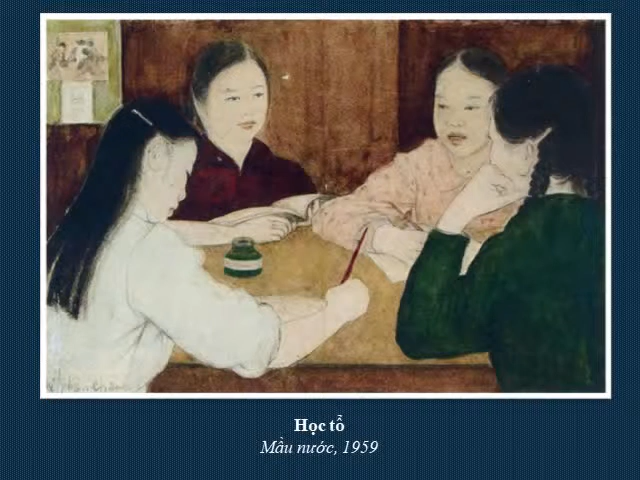 Học tổ
Mầu nước, 1959